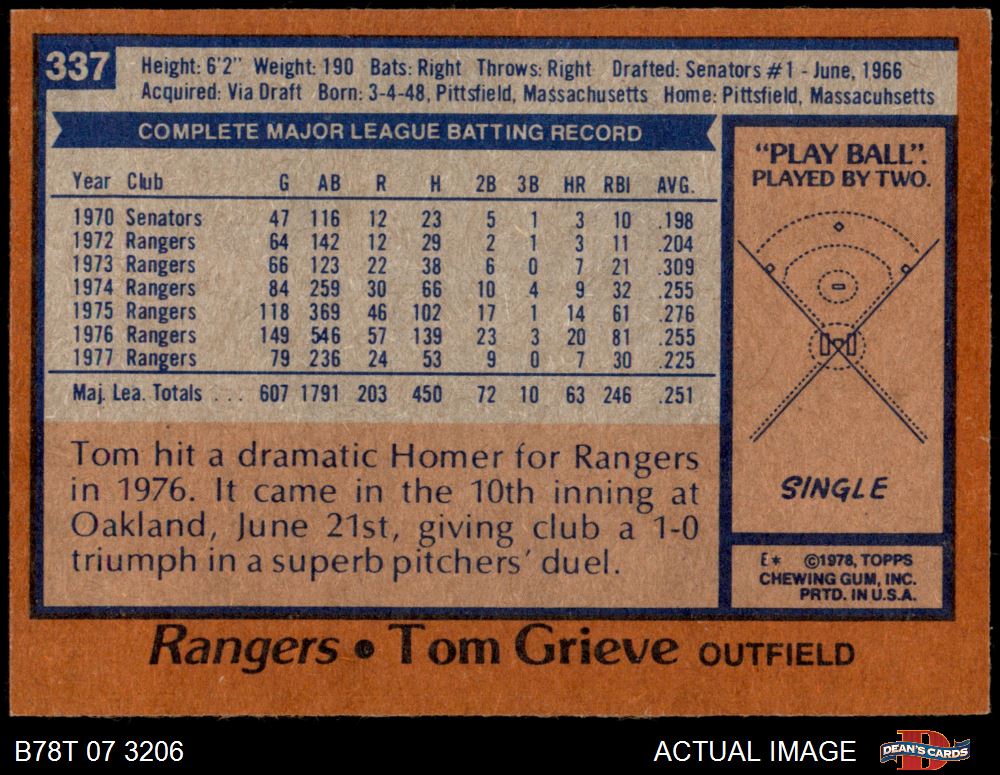 337
Height: 6'2" Weight: 190 Bats: Right Throws: Right Drafted: Senators #1 - June, 1966
Acquired: Via Draft Born: 3-4-48, Pittsfield, Massachusetts Home: Pittsfield, Massacuhsetts
COMPLETE MAJOR LEAGUE BATTING RECORD
Year Club G AB R H 2B 3B HR RBI AVG.
1970 Senators 47 116 12 23 5 1 3 10 .198
1972 Rangers 64 142 12 29 2 1 3 11 .204
1973 Rangers 66 123 22 38 6 0 7 21 .309
1974 Rangers 84 259 30 66 10 4 9 32 .255
1975 Rangers 118 369 46 102 17 1 14 61 .276
1976 Rangers 149 546 57 139 23 3 20 81 .255
1977 Rangers 79 236 24 53 9 0 7 30 .225
Maj. Lea. Totals . . . 607 1791 203 450 72 10 63 246 .251
Tom hit a dramatic Homer for Rangers
in 1976. It came in the 10th inning at
Oakland, June 21st, giving club a 1-0
triumph in a superb pitchers' duel.
"PLAY BALL".
PLAYED BY TWO.
SINGLE
E* ©1978, TOPPS
CHEWING GUM, INC.
PRTD. IN U.S.A.
Rangers • Tom Grieve OUTFIELD
B78T 07 3206
ACTUAL IMAGE
D
DEAN'S CARDS